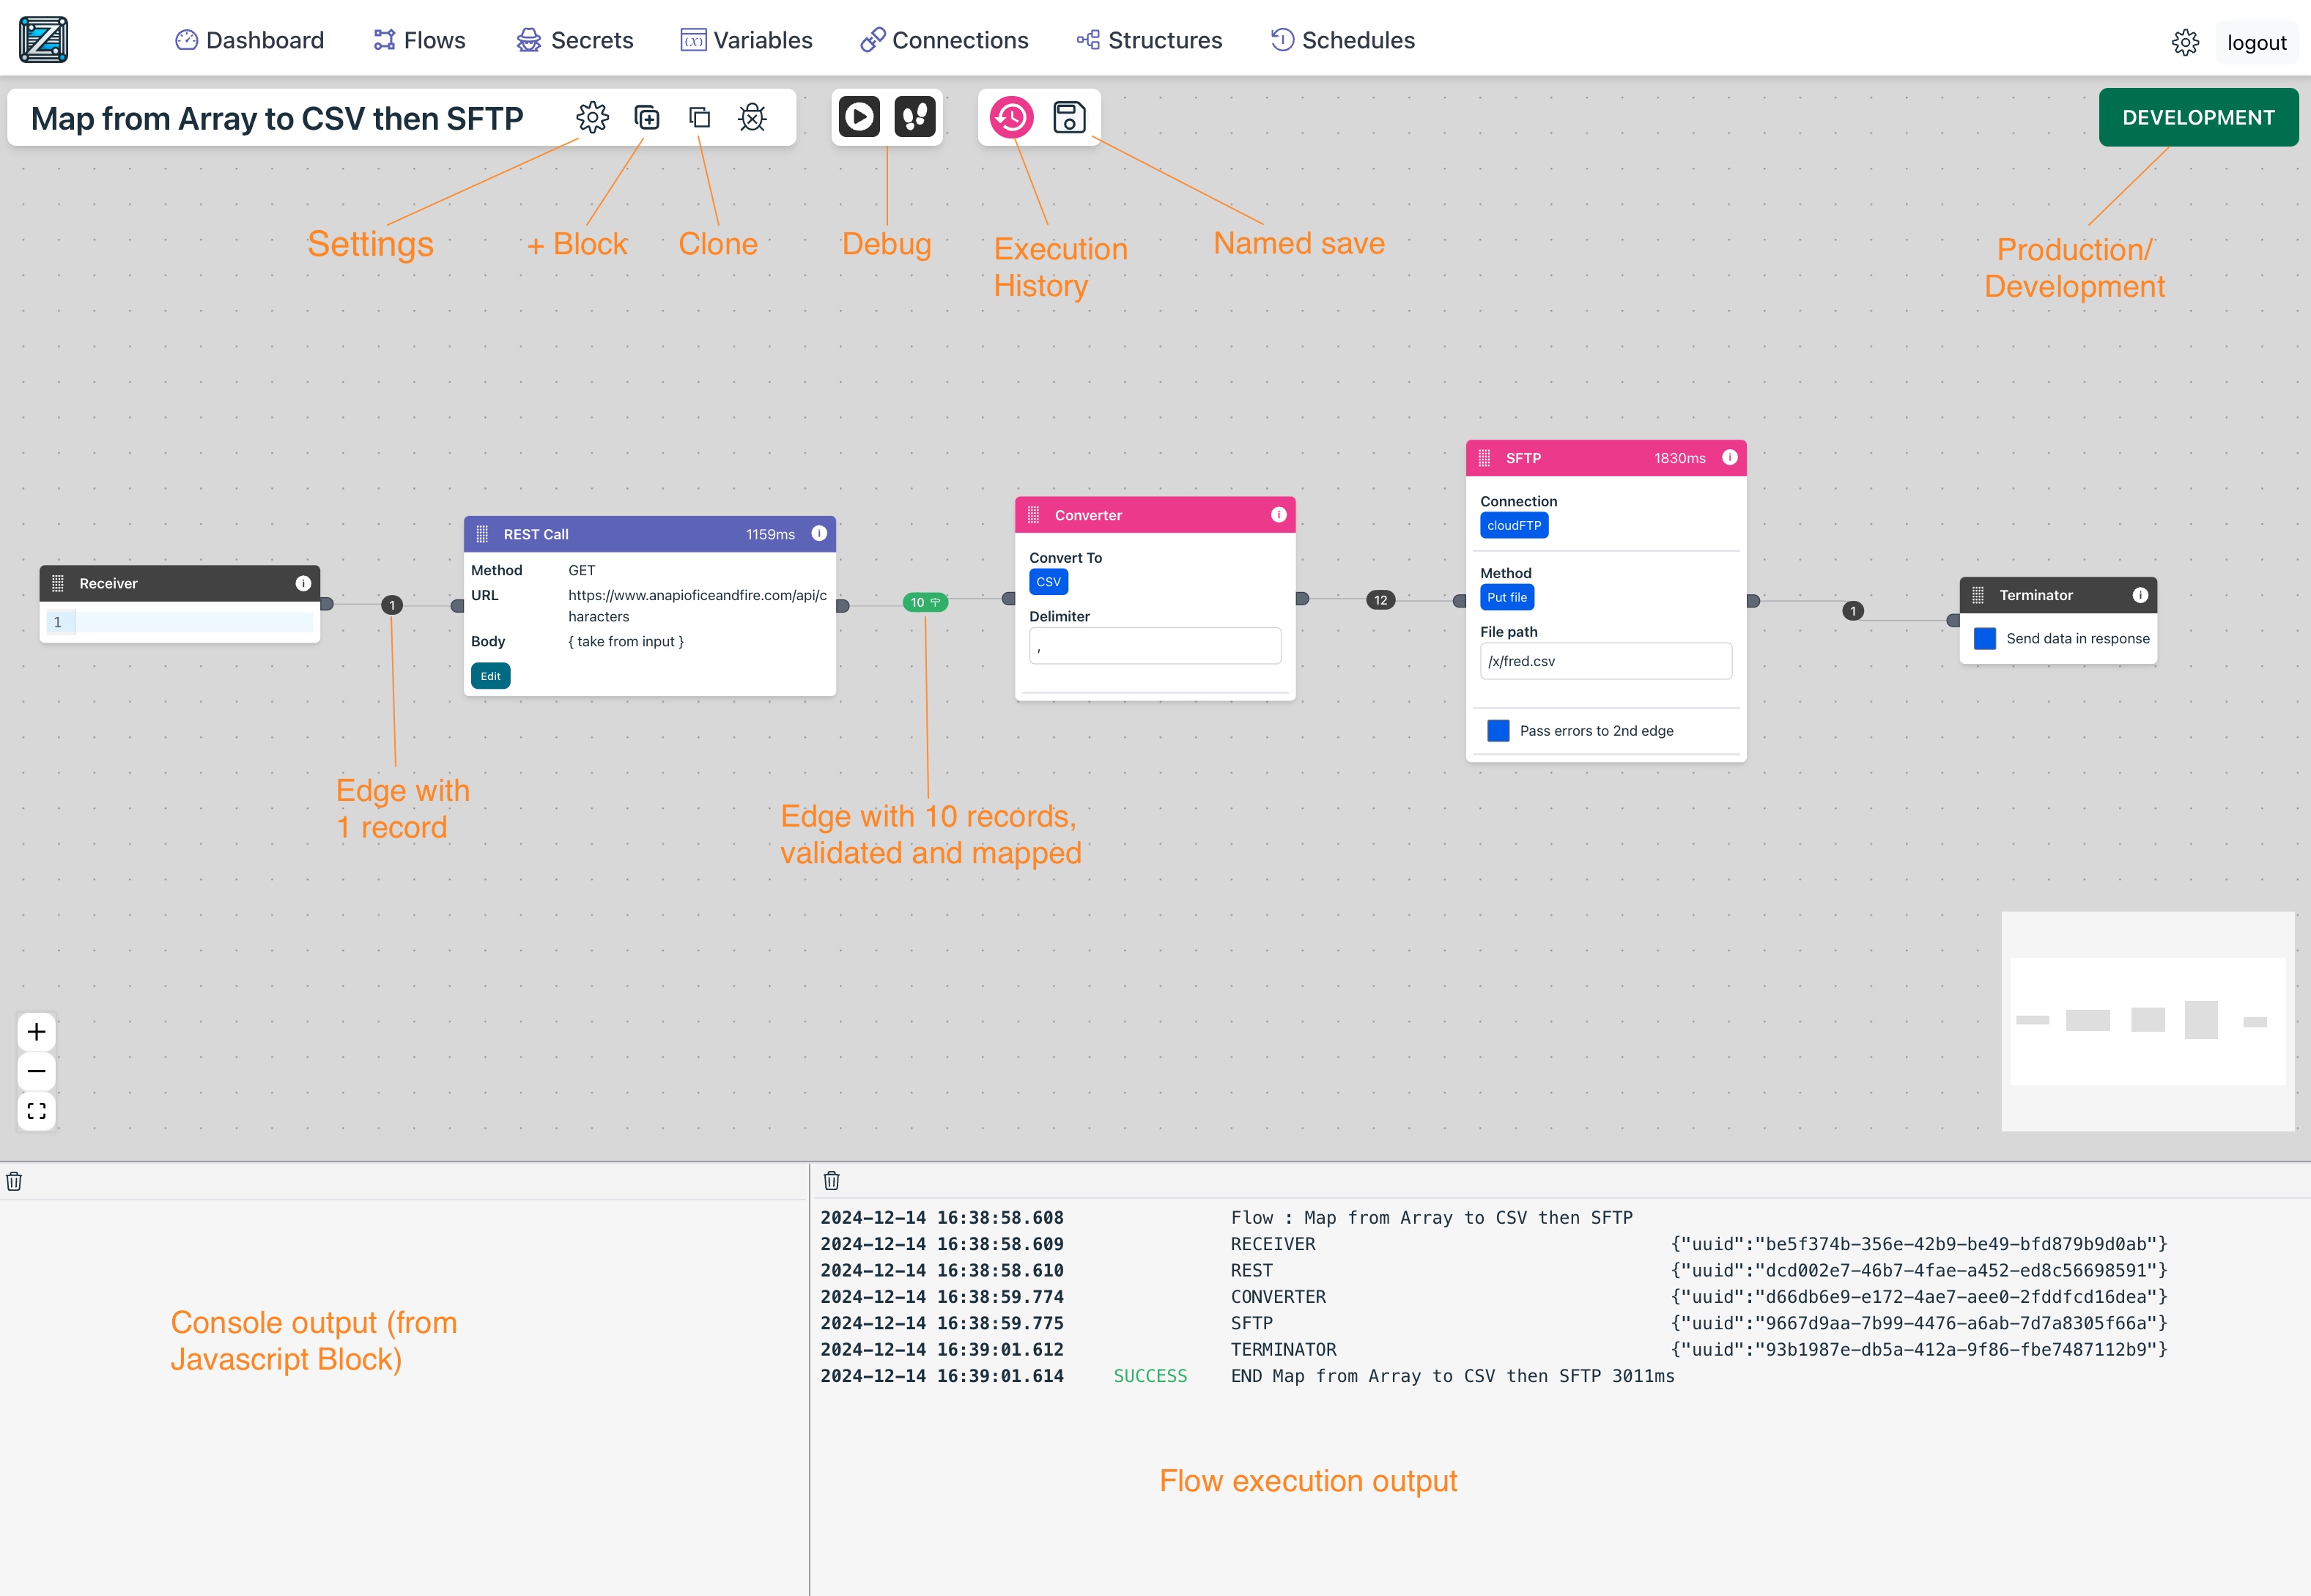 Dashboard
Flows
Secrets
Variables
Connections
Structures
Schedules
logout
Map from Array to CSV then SFTP
DEVELOPMENT
Settings
+ Block
Clone
Debug
Execution
History
Named save
Production/
Development
Receiver
1
1
REST Call 1159ms
Method GET
URL https://www.anapioficeandfire.com/api/c
haracters
Body { take from input }
Edit
10
Converter
Convert To
CSV
Delimiter
,
12
SFTP 1830ms
Connection
cloudFTP
Method
Put file
File path
/x/fred.csv
Pass errors to 2nd edge
1
Terminator
Send data in response
Edge with
1 record
Edge with 10 records,
validated and mapped
Console output (from
Javascript Block)
2024-12-14 16:38:58.608 Flow : Map from Array to CSV then SFTP
2024-12-14 16:38:58.609 RECEIVER {"uuid":"be5f374b-356e-42b9-be49-bfd879b9d0ab"}
2024-12-14 16:38:58.610 REST {"uuid":"dcd002e7-46b7-4fae-a452-ed8c56698591"}
2024-12-14 16:38:59.774 CONVERTER {"uuid":"d66db6e9-e172-4ae7-aee0-2fddfcd16dea"}
2024-12-14 16:38:59.775 SFTP {"uuid":"9667d9aa-7b99-4476-a6ab-7d7a8305f66a"}
2024-12-14 16:39:01.612 TERMINATOR {"uuid":"93b1987e-db5a-412a-9f86-fbe7487112b9"}
2024-12-14 16:39:01.614 SUCCESS END Map from Array to CSV then SFTP 3011ms
Flow execution output